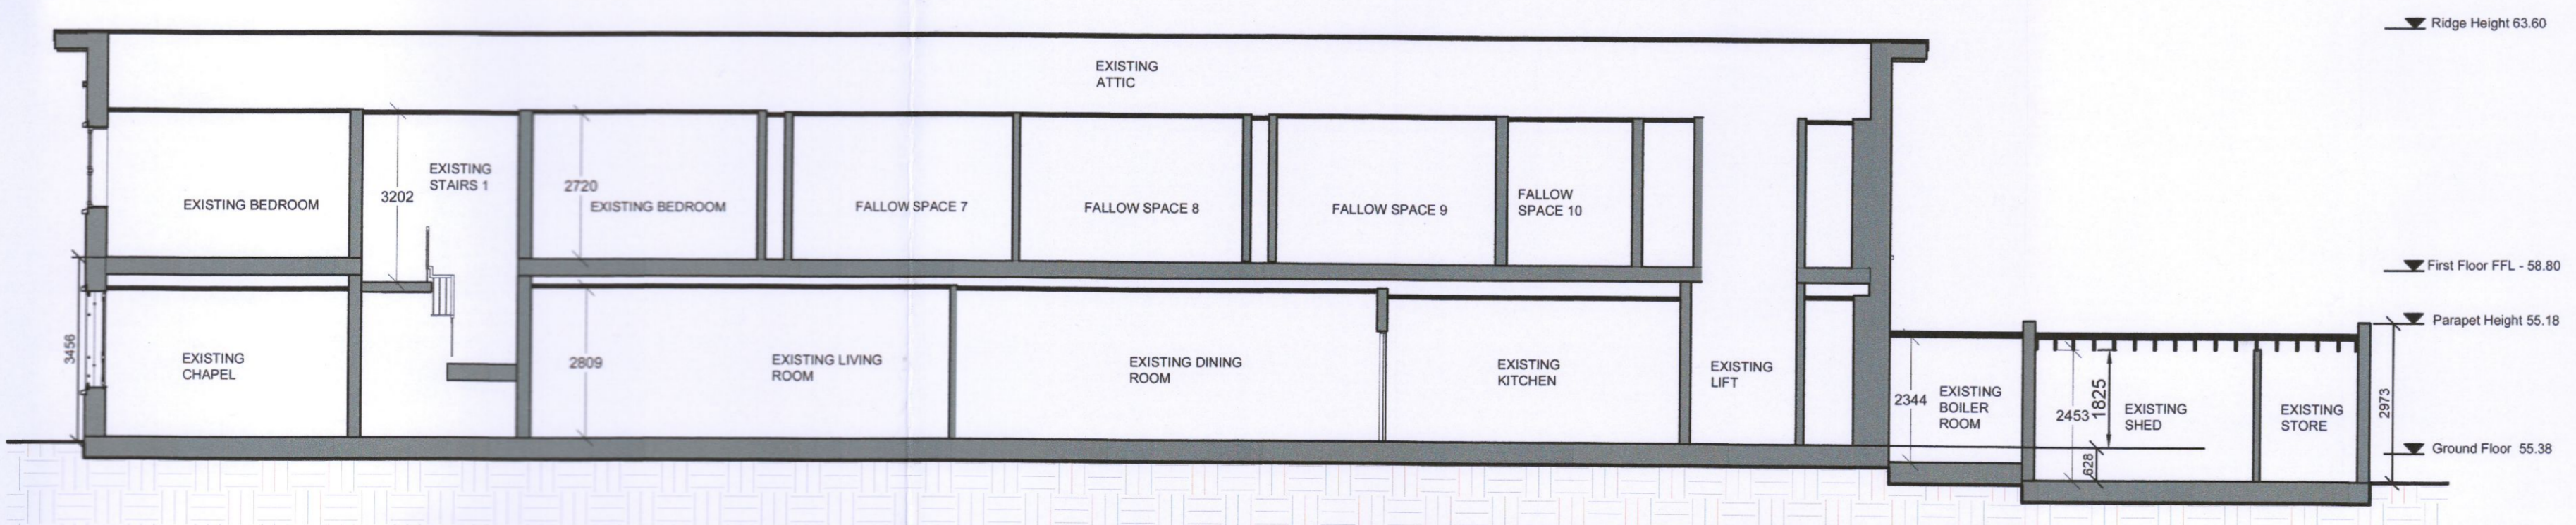 Ridge Height 63.60
EXISTING
ATTIC
EXISTING BEDROOM
3202
EXISTING
STAIRS 1
2720
EXISTING BEDROOM
FALLOW SPACE 7
FALLOW SPACE 8
FALLOW SPACE 9
FALLOW
SPACE 10
First Floor FFL - 58.80
Parapet Height 55.18
3456
EXISTING
CHAPEL
2809
EXISTING LIVING
ROOM
EXISTING DINING
ROOM
EXISTING
KITCHEN
EXISTING
LIFT
2344
EXISTING
BOILER
ROOM
2453
1825
628
EXISTING
SHED
EXISTING
STORE
2973
Ground Floor 55.38